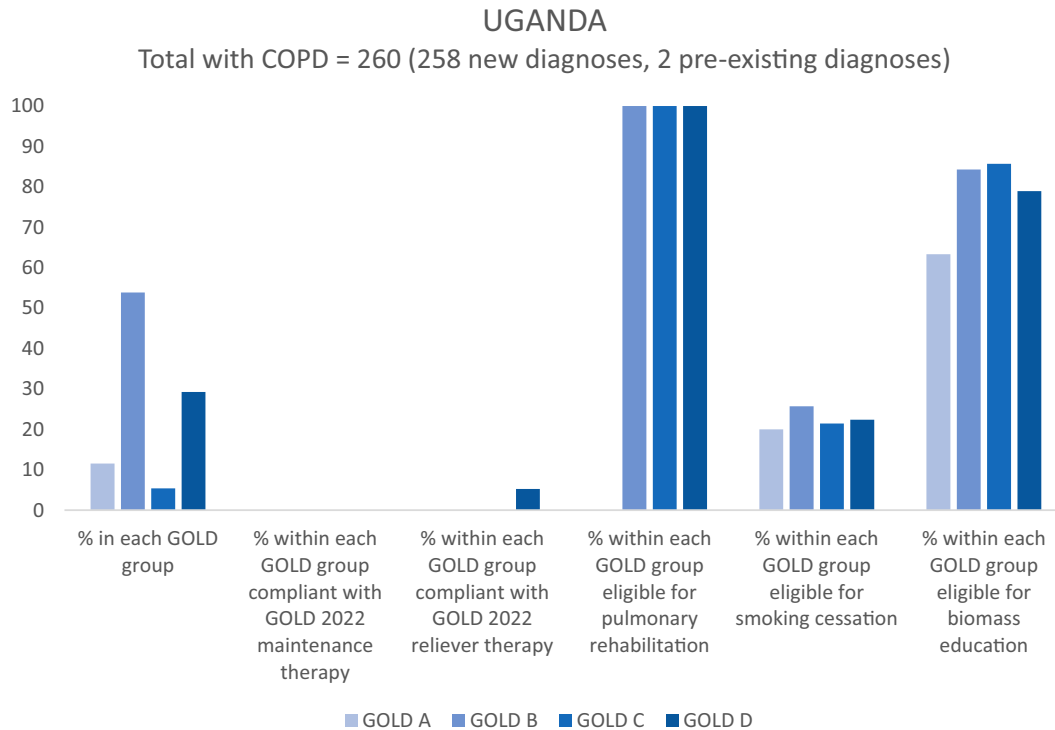 UGANDA
Total with COPD = 260 (258 new diagnoses, 2 pre-existing diagnoses)
100
90
80
70
60
50
40
30
20
10
0
% in each GOLD
group
% within each
GOLD group
compliant with
GOLD 2022
maintenance
therapy
% within each
GOLD group
compliant with
GOLD 2022
reliever therapy
% within each
GOLD group
eligible for
pulmonary
rehabilitation
% within each
GOLD group
eligible for
smoking cessation
% within each
GOLD group
eligible for
biomass
education
GOLD A GOLD B GOLD C GOLD D